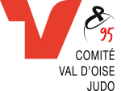 95
COMITÉ
VAL D'OISE
JUDO